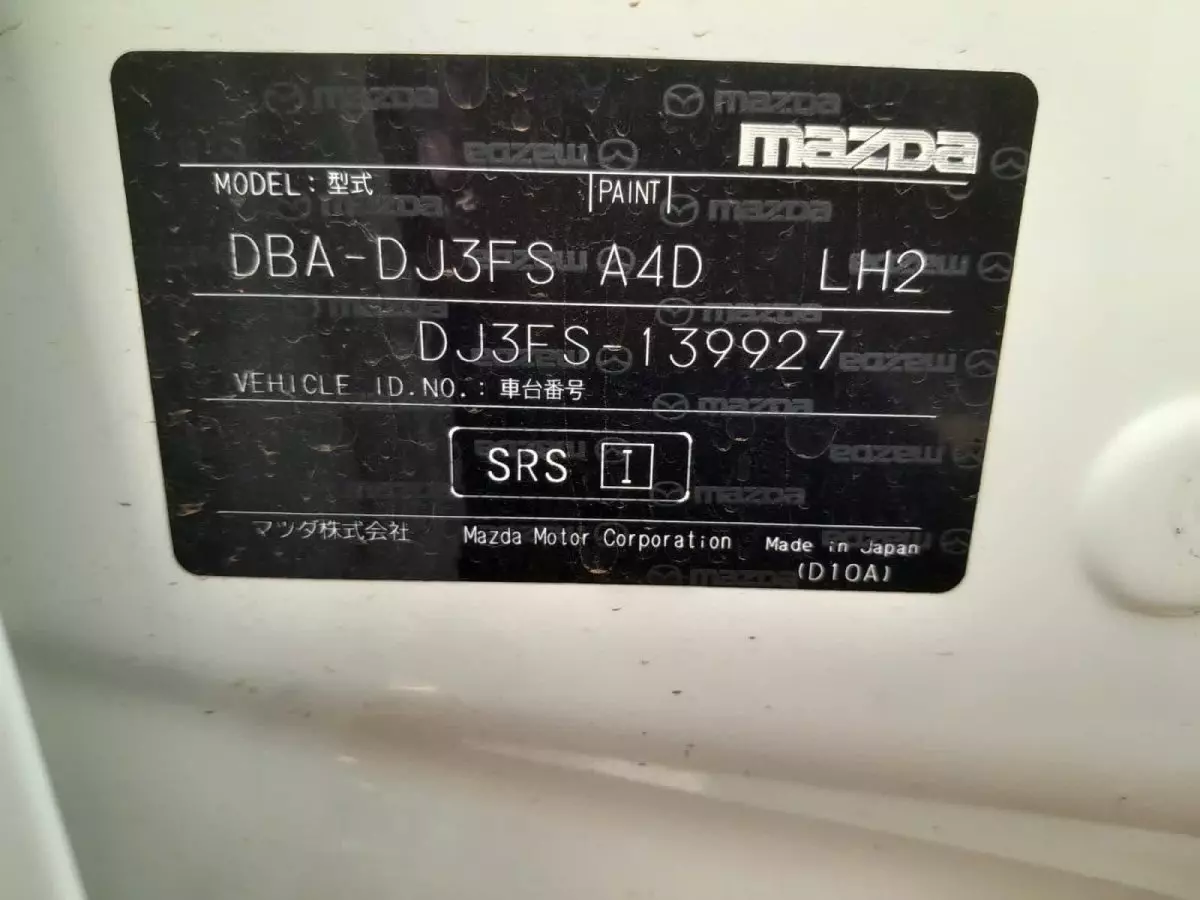 mazda
MODEL：型式 PAINT
DBA-DJ3FS A4D LH2
DJ3FS-139927
VEHICLE ID.NO.：車台番号
SRS I
マツダ株式会社 Mazda Motor Corporation Made in Japan
(D10A)